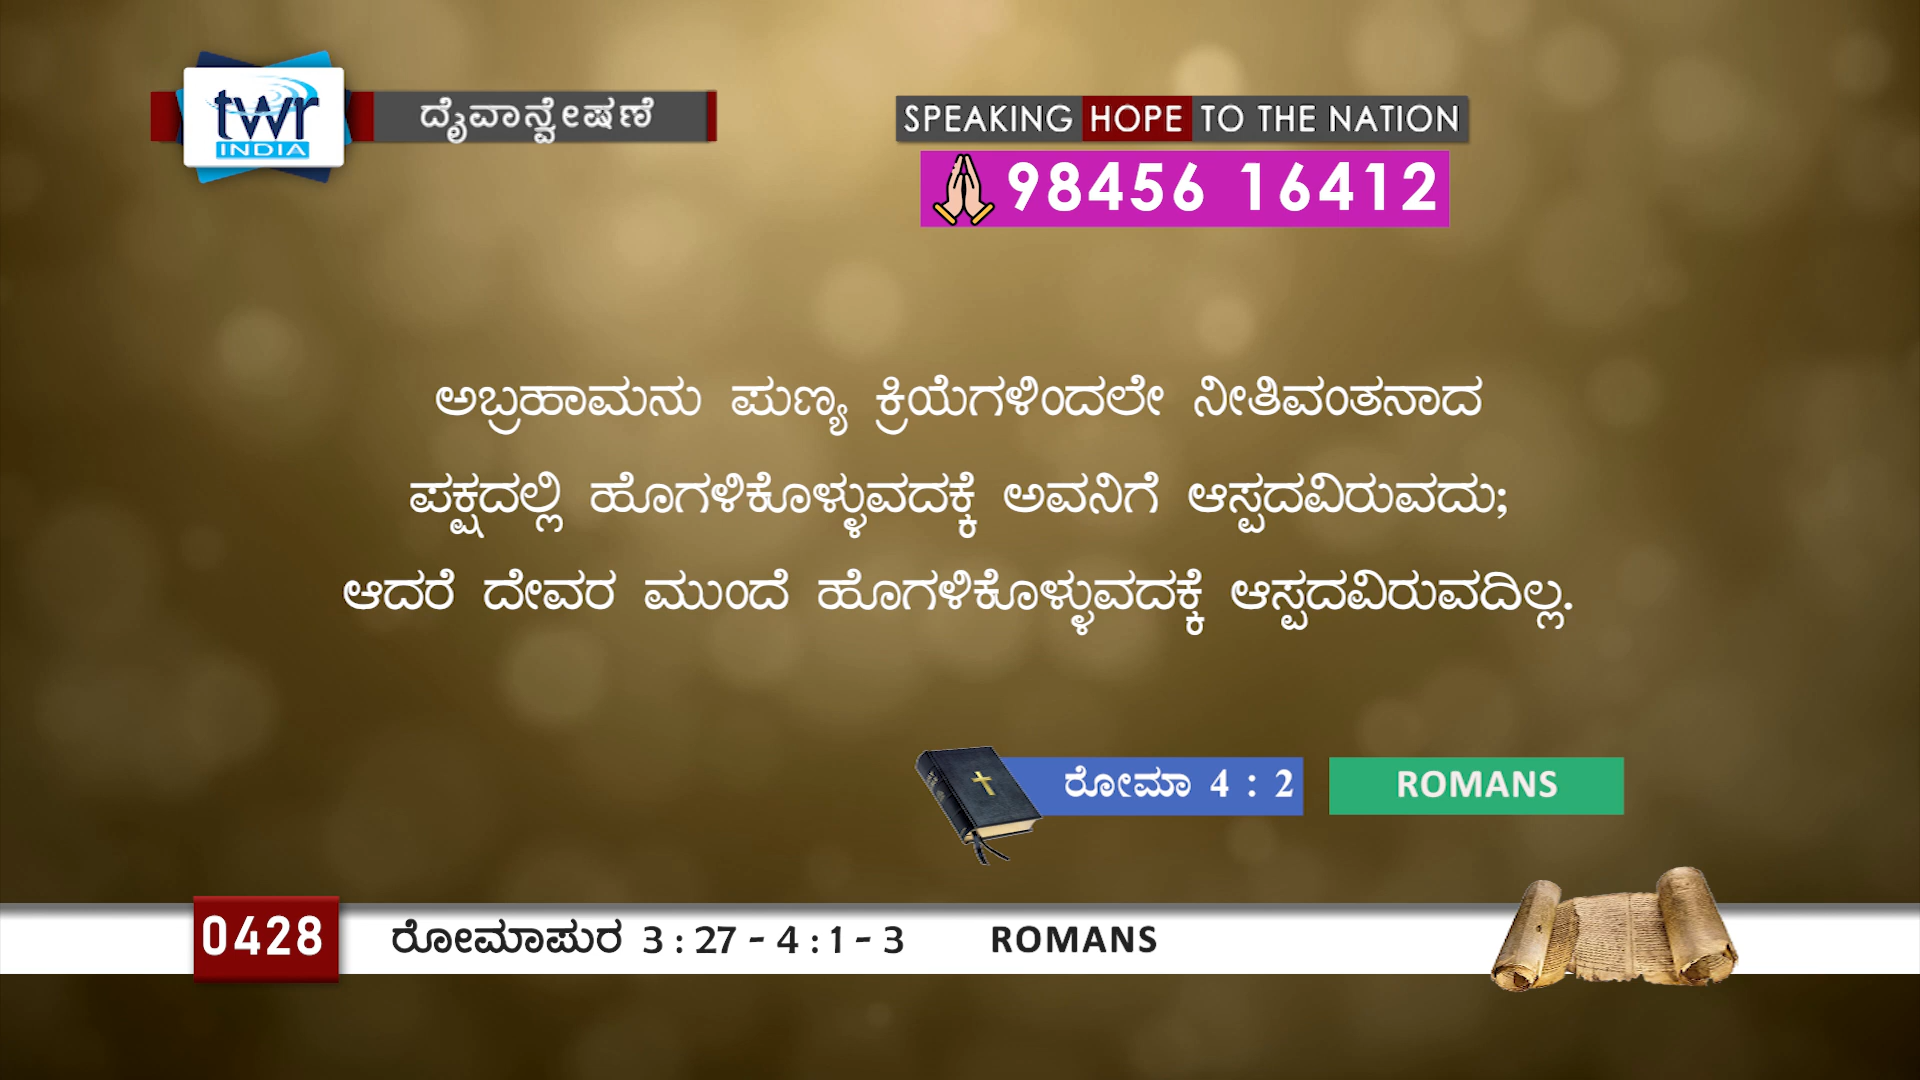 twr
INDIA
ದೈವಾನ್ವೇಷಣೆ
SPEAKING HOPE TO THE NATION
98456 16412
ಅಬ್ರಹಾಮನು ಪುಣ್ಯ ಕ್ರಿಯೆಗಳಿಂದಲೇ ನೀತಿವಂತನಾದ
ಪಕ್ಷದಲ್ಲಿ ಹೊಗಳಿಕೊಳ್ಳುವದಕ್ಕೆ ಅವನಿಗೆ ಆಸ್ಪದವಿರುವದು;
ಆದರೆ ದೇವರ ಮುಂದೆ ಹೊಗಳಿಕೊಳ್ಳುವದಕ್ಕೆ ಆಸ್ಪದವಿರುವದಿಲ್ಲ.
ರೋಮಾ 4 : 2 ROMANS
0428 ರೋಮಾಪುರ 3 : 27 - 4 : 1 - 3 ROMANS